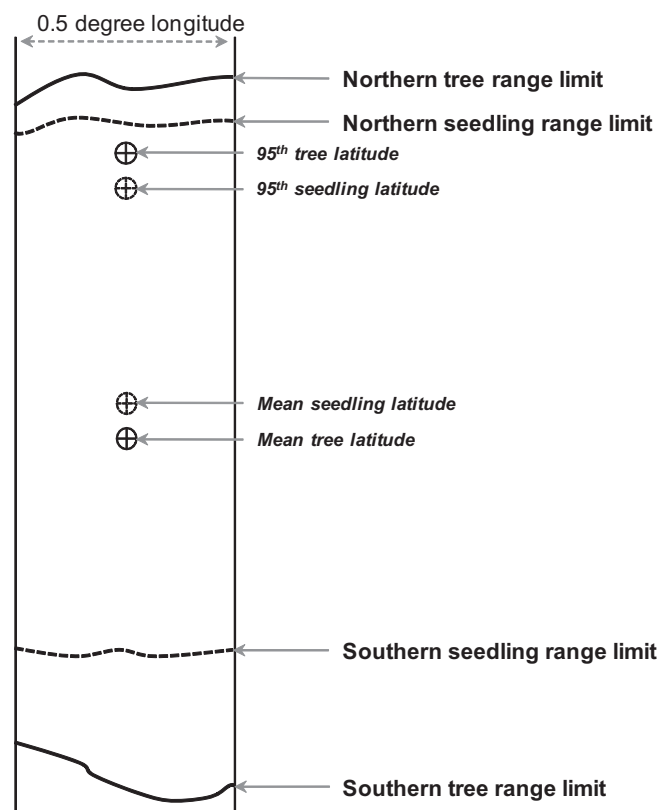 0.5 degree longitude
Northern tree range limit
Northern seedling range limit
95th tree latitude
95th seedling latitude
Mean seedling latitude
Mean tree latitude
Southern seedling range limit
Southern tree range limit